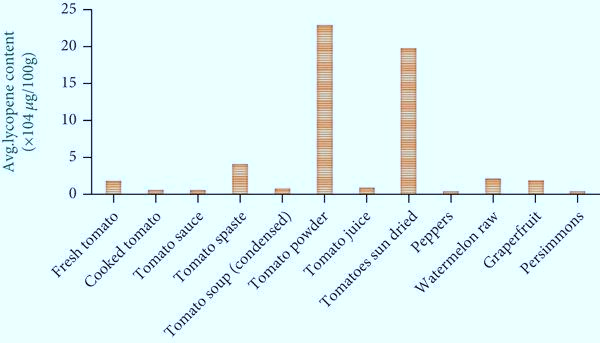 Avg.lycopene content
(×104 µg/100g)
25
20
15
10
5
0
Fresh tomato
Cooked tomato
Tomato sauce
Tomato spaste
Tomato soup (condensed)
Tomato powder
Tomato juice
Tomatoes sun dried
Peppers
Watermelon raw
Graperfruit
Persimmons